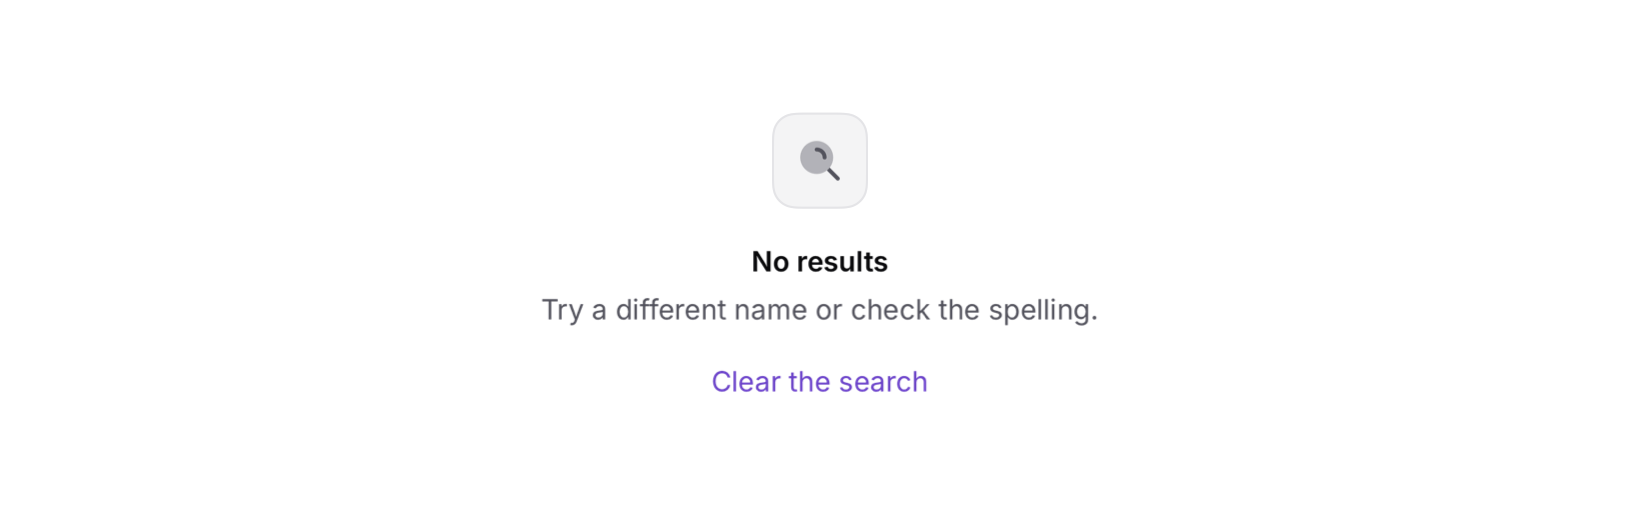 No results
Try a different name or check the spelling.
Clear the search